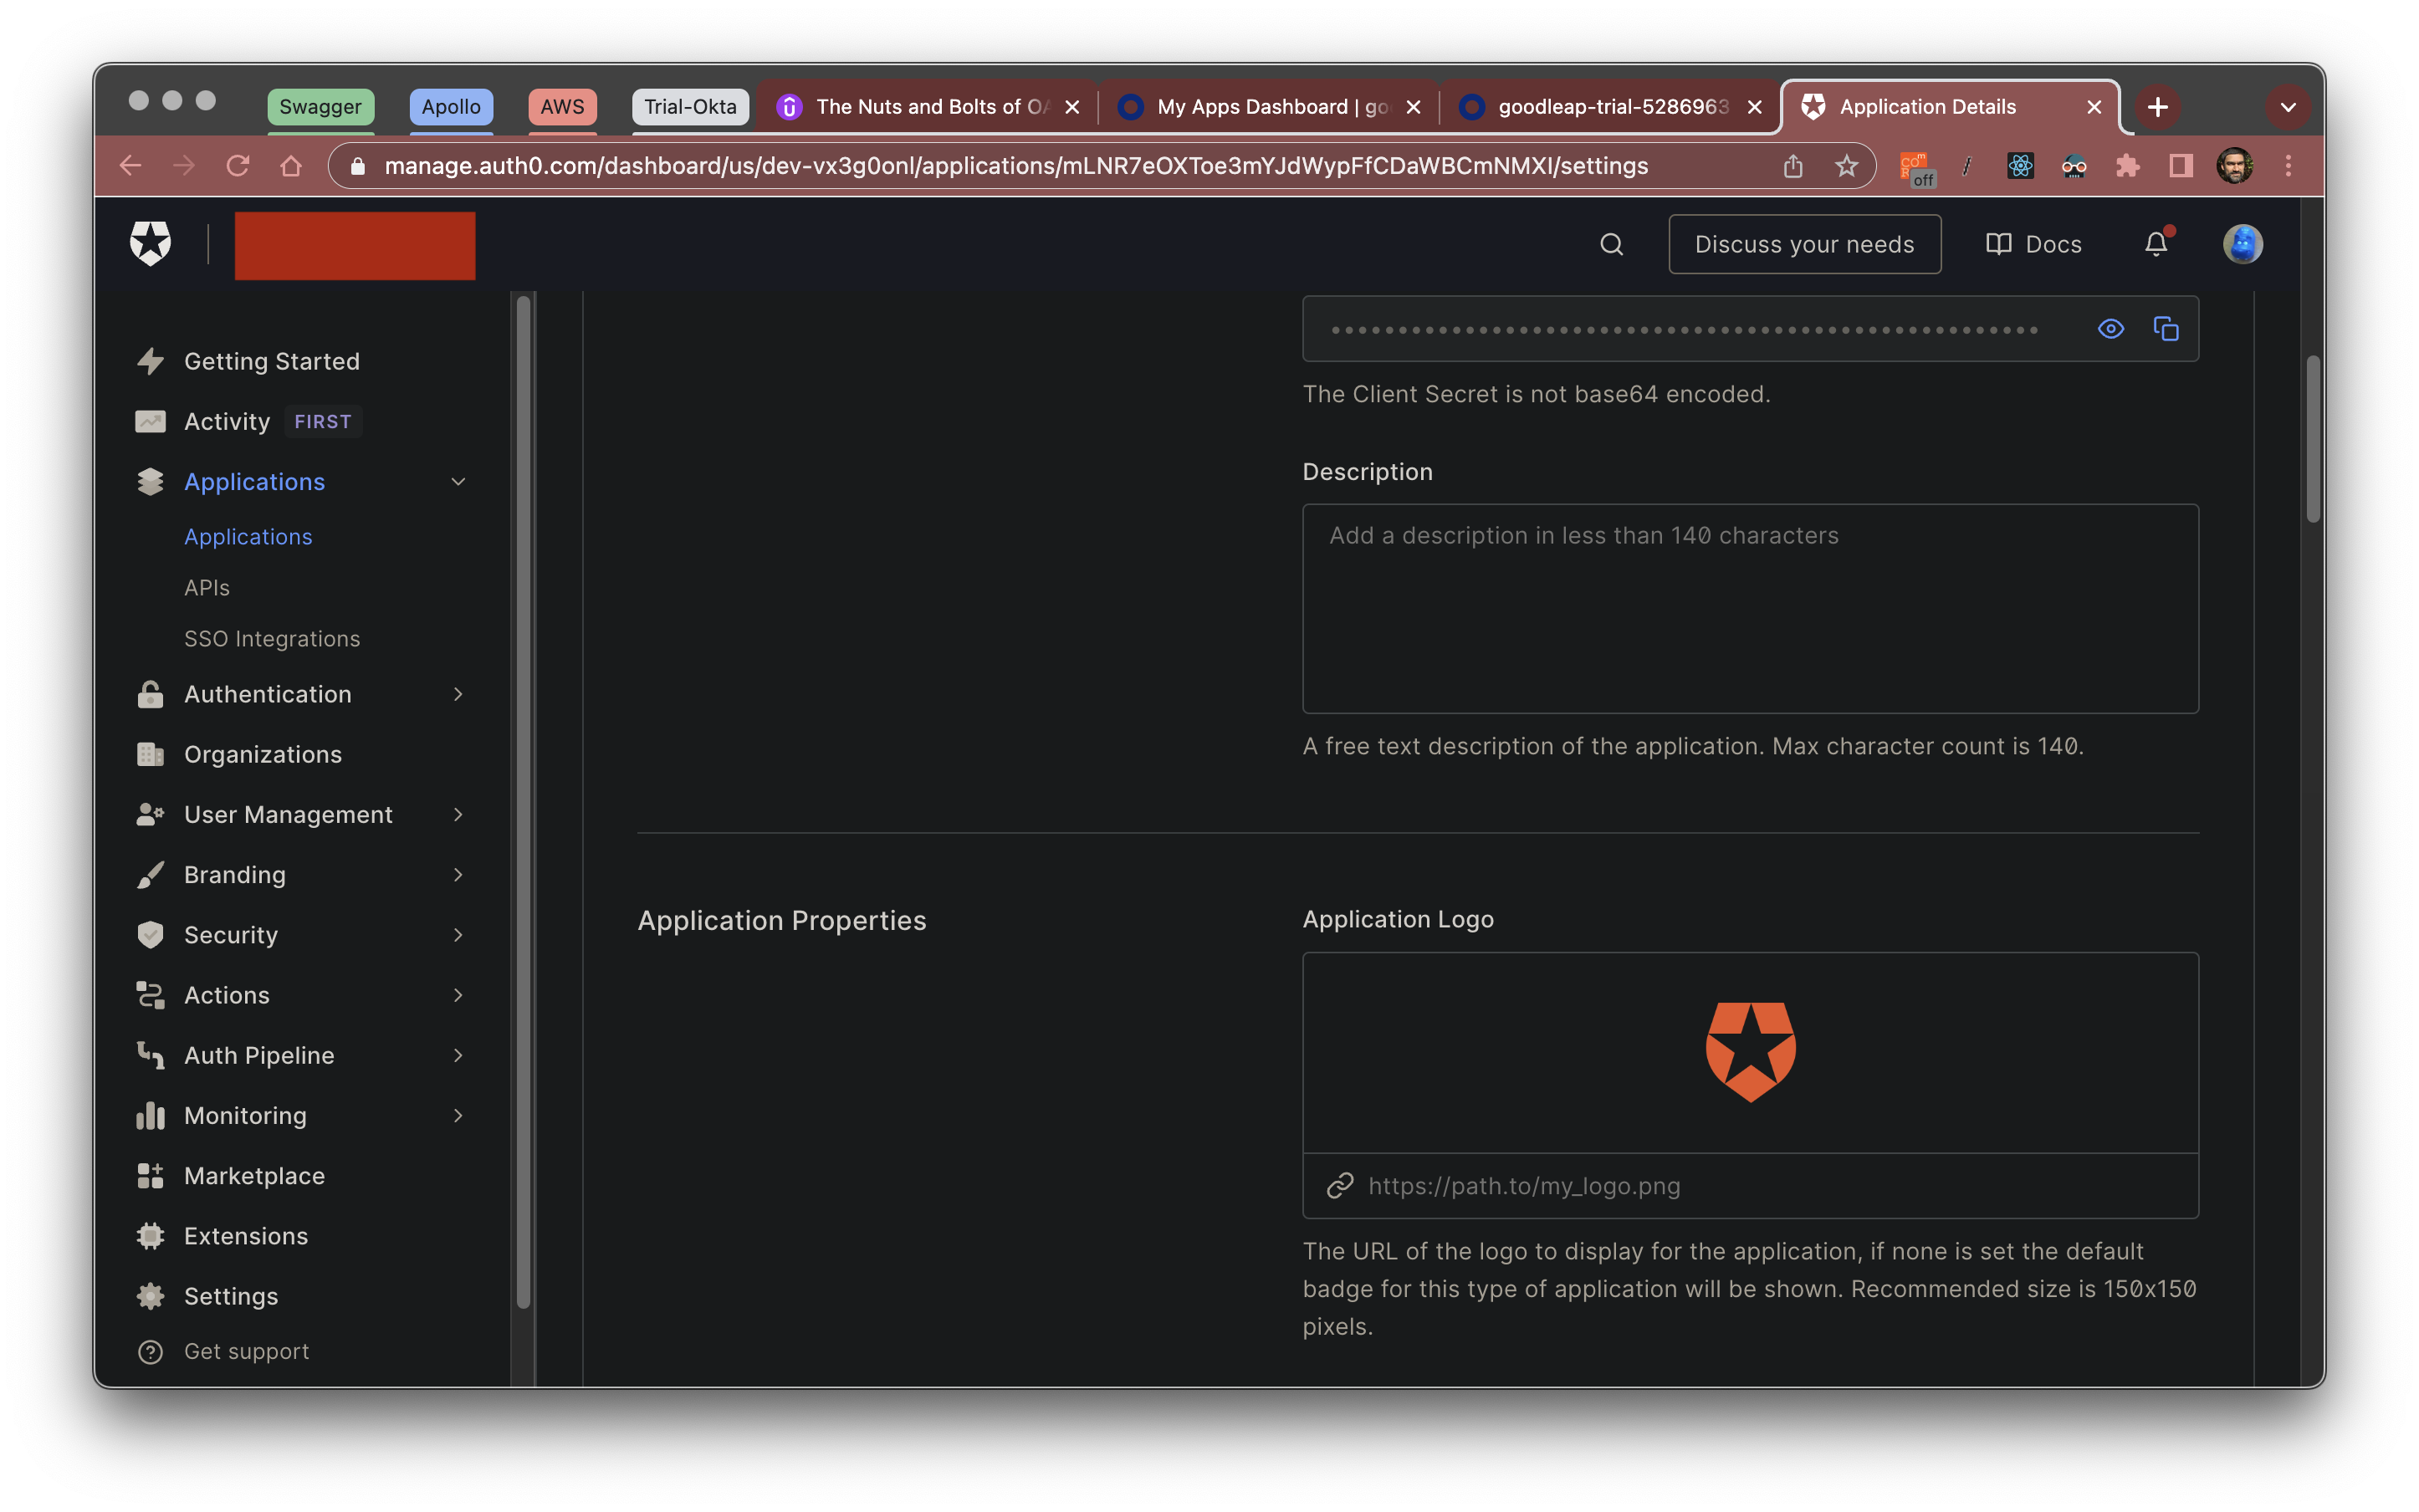 Swagger
Apollo
AWS
Trial-Okta
The Nuts and Bolts of OA
My Apps Dashboard | go
goodleap-trial-5286963
Application Details
manage.auth0.com/dashboard/us/dev-vx3g0onl/applications/mLNR7eOXToe3mYJdWypFfCDaWBCmNMXI/settings
off
Discuss your needs
Docs
Getting Started
Activity FIRST
Applications
Applications
APIs
SSO Integrations
Authentication
Organizations
User Management
Branding
Security
Actions
Auth Pipeline
Monitoring
Marketplace
Extensions
Settings
Get support
The Client Secret is not base64 encoded.
Description
Add a description in less than 140 characters
A free text description of the application. Max character count is 140.
Application Properties
Application Logo
https://path.to/my_logo.png
The URL of the logo to display for the application, if none is set the default
badge for this type of application will be shown. Recommended size is 150x150
pixels.